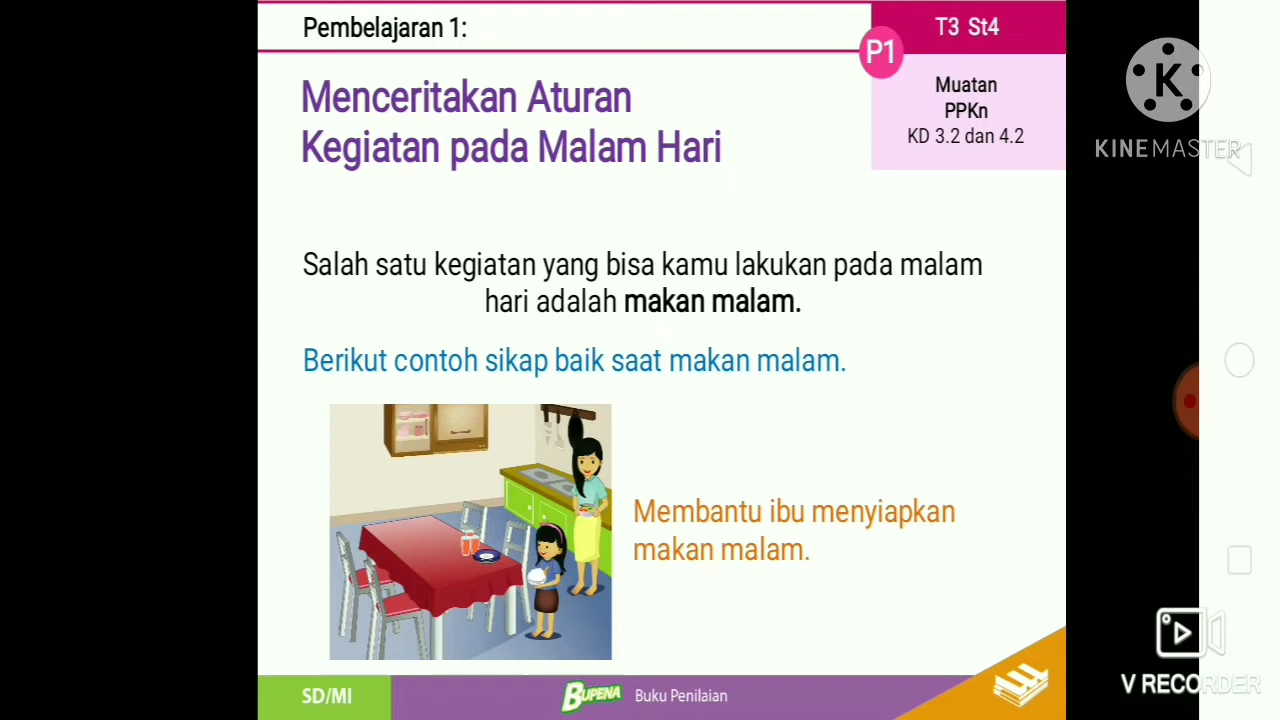 Pembelajaran 1:
T3 St4
P1
Muatan
PPKn
KD 3.2 dan 4.2
K
KINEMASTER
Menceritakan Aturan
Kegiatan pada Malam Hari
Salah satu kegiatan yang bisa kamu lakukan pada malam
hari adalah makan malam.
Berikut contoh sikap baik saat makan malam.
Membantu ibu menyiapkan
makan malam.
V RECORDER
SD/MI
BUPENA
Buku Penilaian